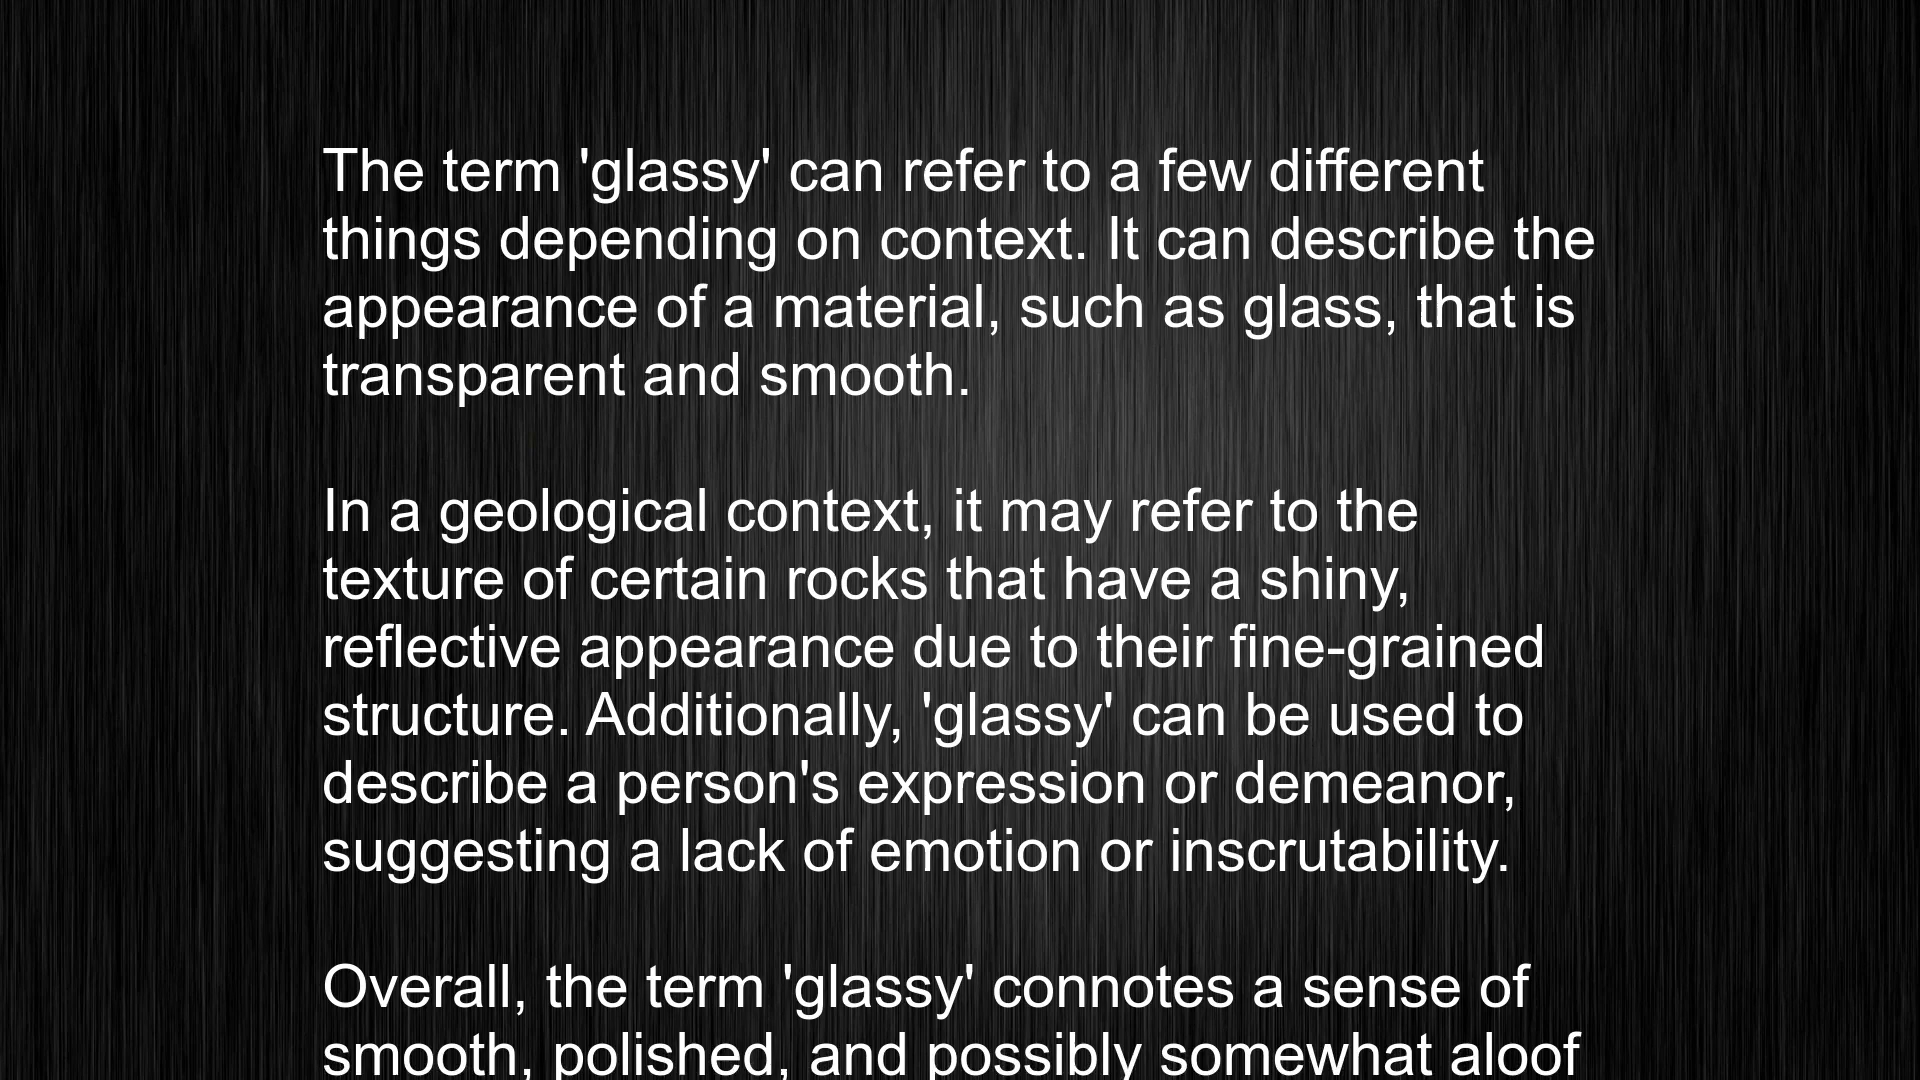 The term 'glassy' can refer to a few different
things depending on context. It can describe the
appearance of a material, such as glass, that is
transparent and smooth.
In a geological context, it may refer to the
texture of certain rocks that have a shiny,
reflective appearance due to their fine-grained
structure. Additionally, 'glassy' can be used to
describe a person's expression or demeanor,
suggesting a lack of emotion or inscrutability.
Overall, the term 'glassy' connotes a sense of
smooth, polished, and possibly somewhat aloof